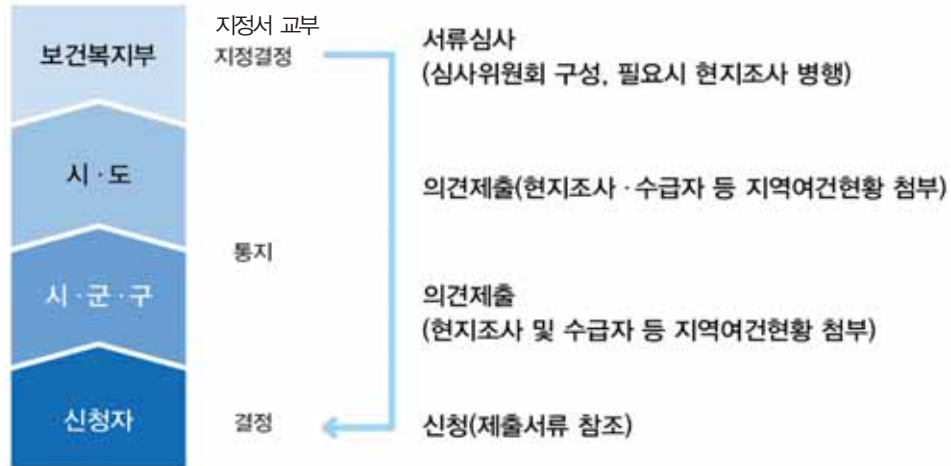 지정서 교부
보건복지부
지정결정
서류심사
(심사위원회 구성, 필요시 현지조사 병행)
시·도
의견제출(현지조사·수급자 등 지역여건현황 첨부)
통지
시·군·구
의견제출
(현지조사 및 수급자 등 지역여건현황 첨부)
신청자
결정
신청(제출서류 참조)